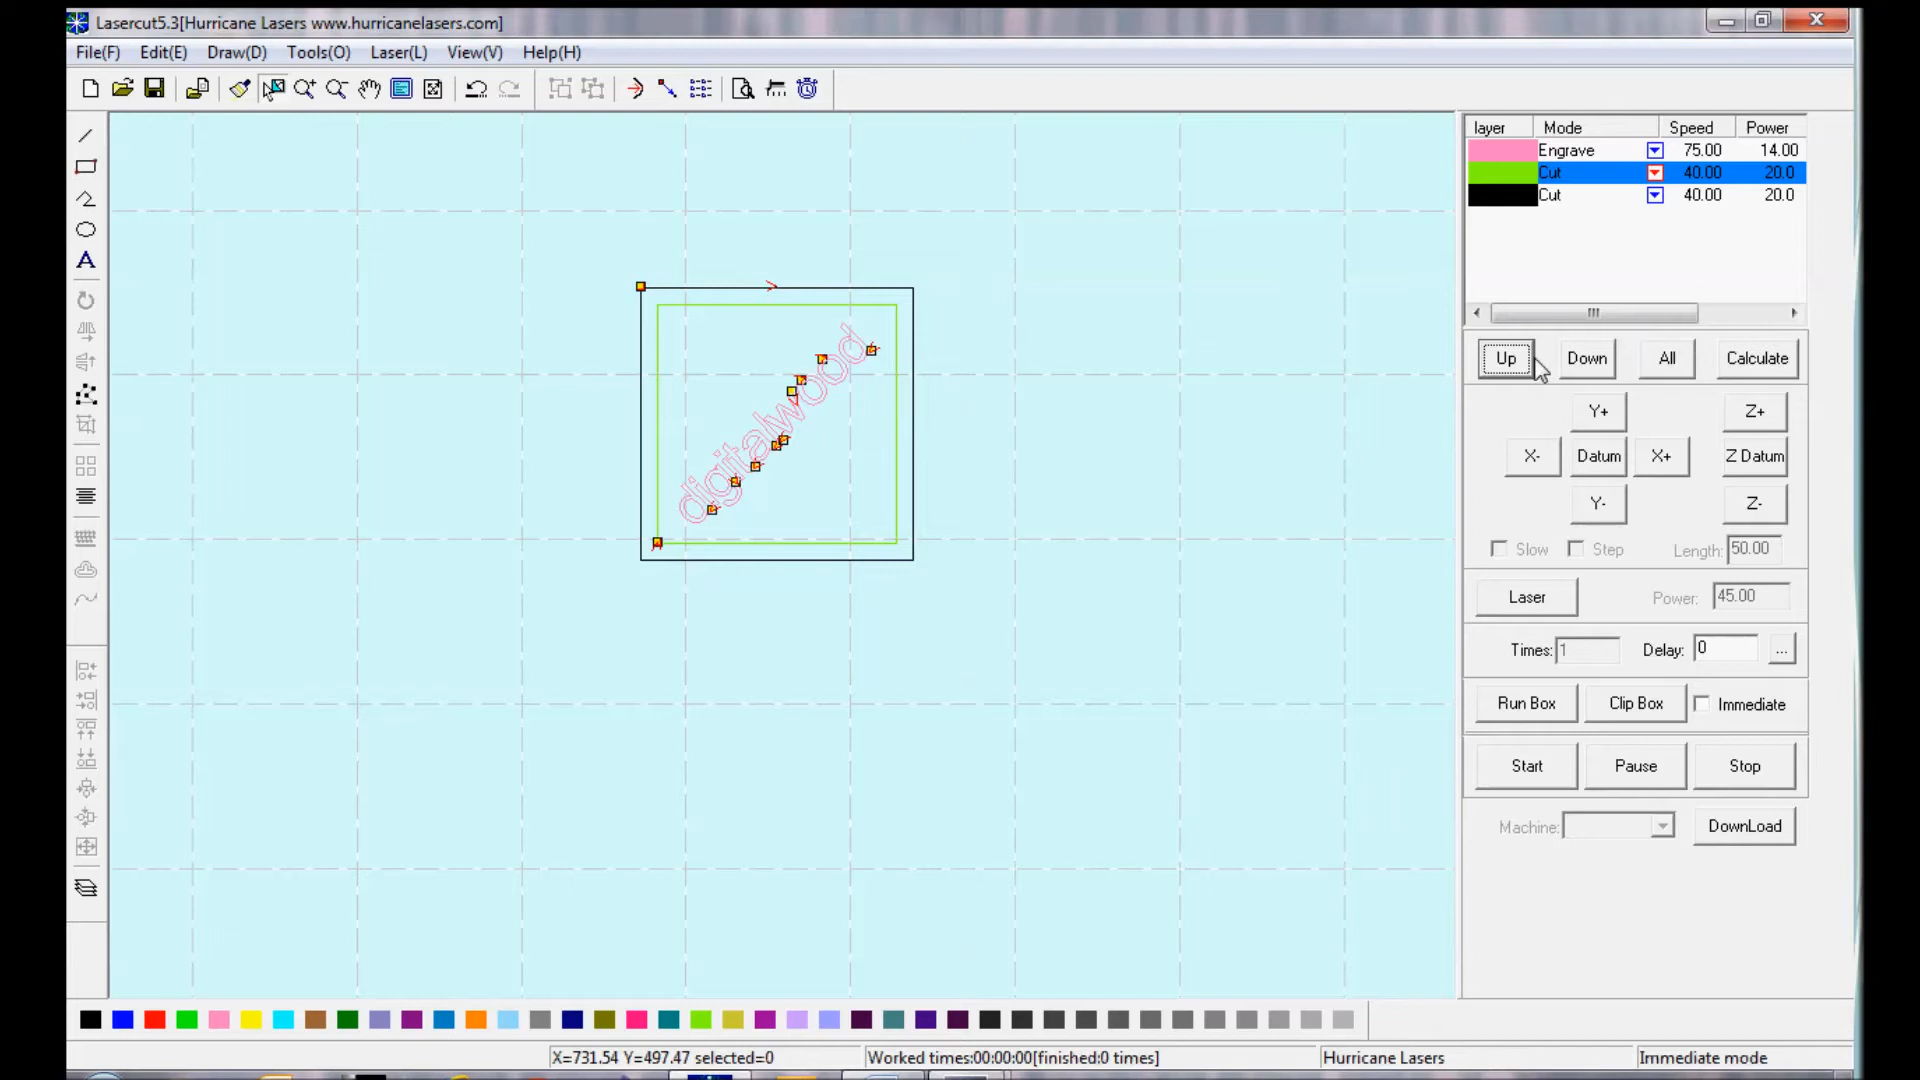 Lasercut5.3[Hurricane Lasers www.hurricanelasers.com]
File(F) Edit(E) Draw(D) Tools(O) Laser(L) View(V) Help(H)
layer Mode Speed Power
Engrave 75.00 14.00
Cut 40.00 20.0
Cut 40.00 20.0
Up Down All Calculate
Y+ Z+
X- Datum X+ Z Datum
Y- Z-
Slow Step Length: 50.00
Laser Power: 45.00
Times: 1 Delay: 0 ...
Run Box Clip Box Immediate
Start Pause Stop
Machine: DownLoad
digitalwood
A
X=731.54 Y=497.47 selected=0 Worked times:00:00:00[finished:0 times] Hurricane Lasers Immediate mode